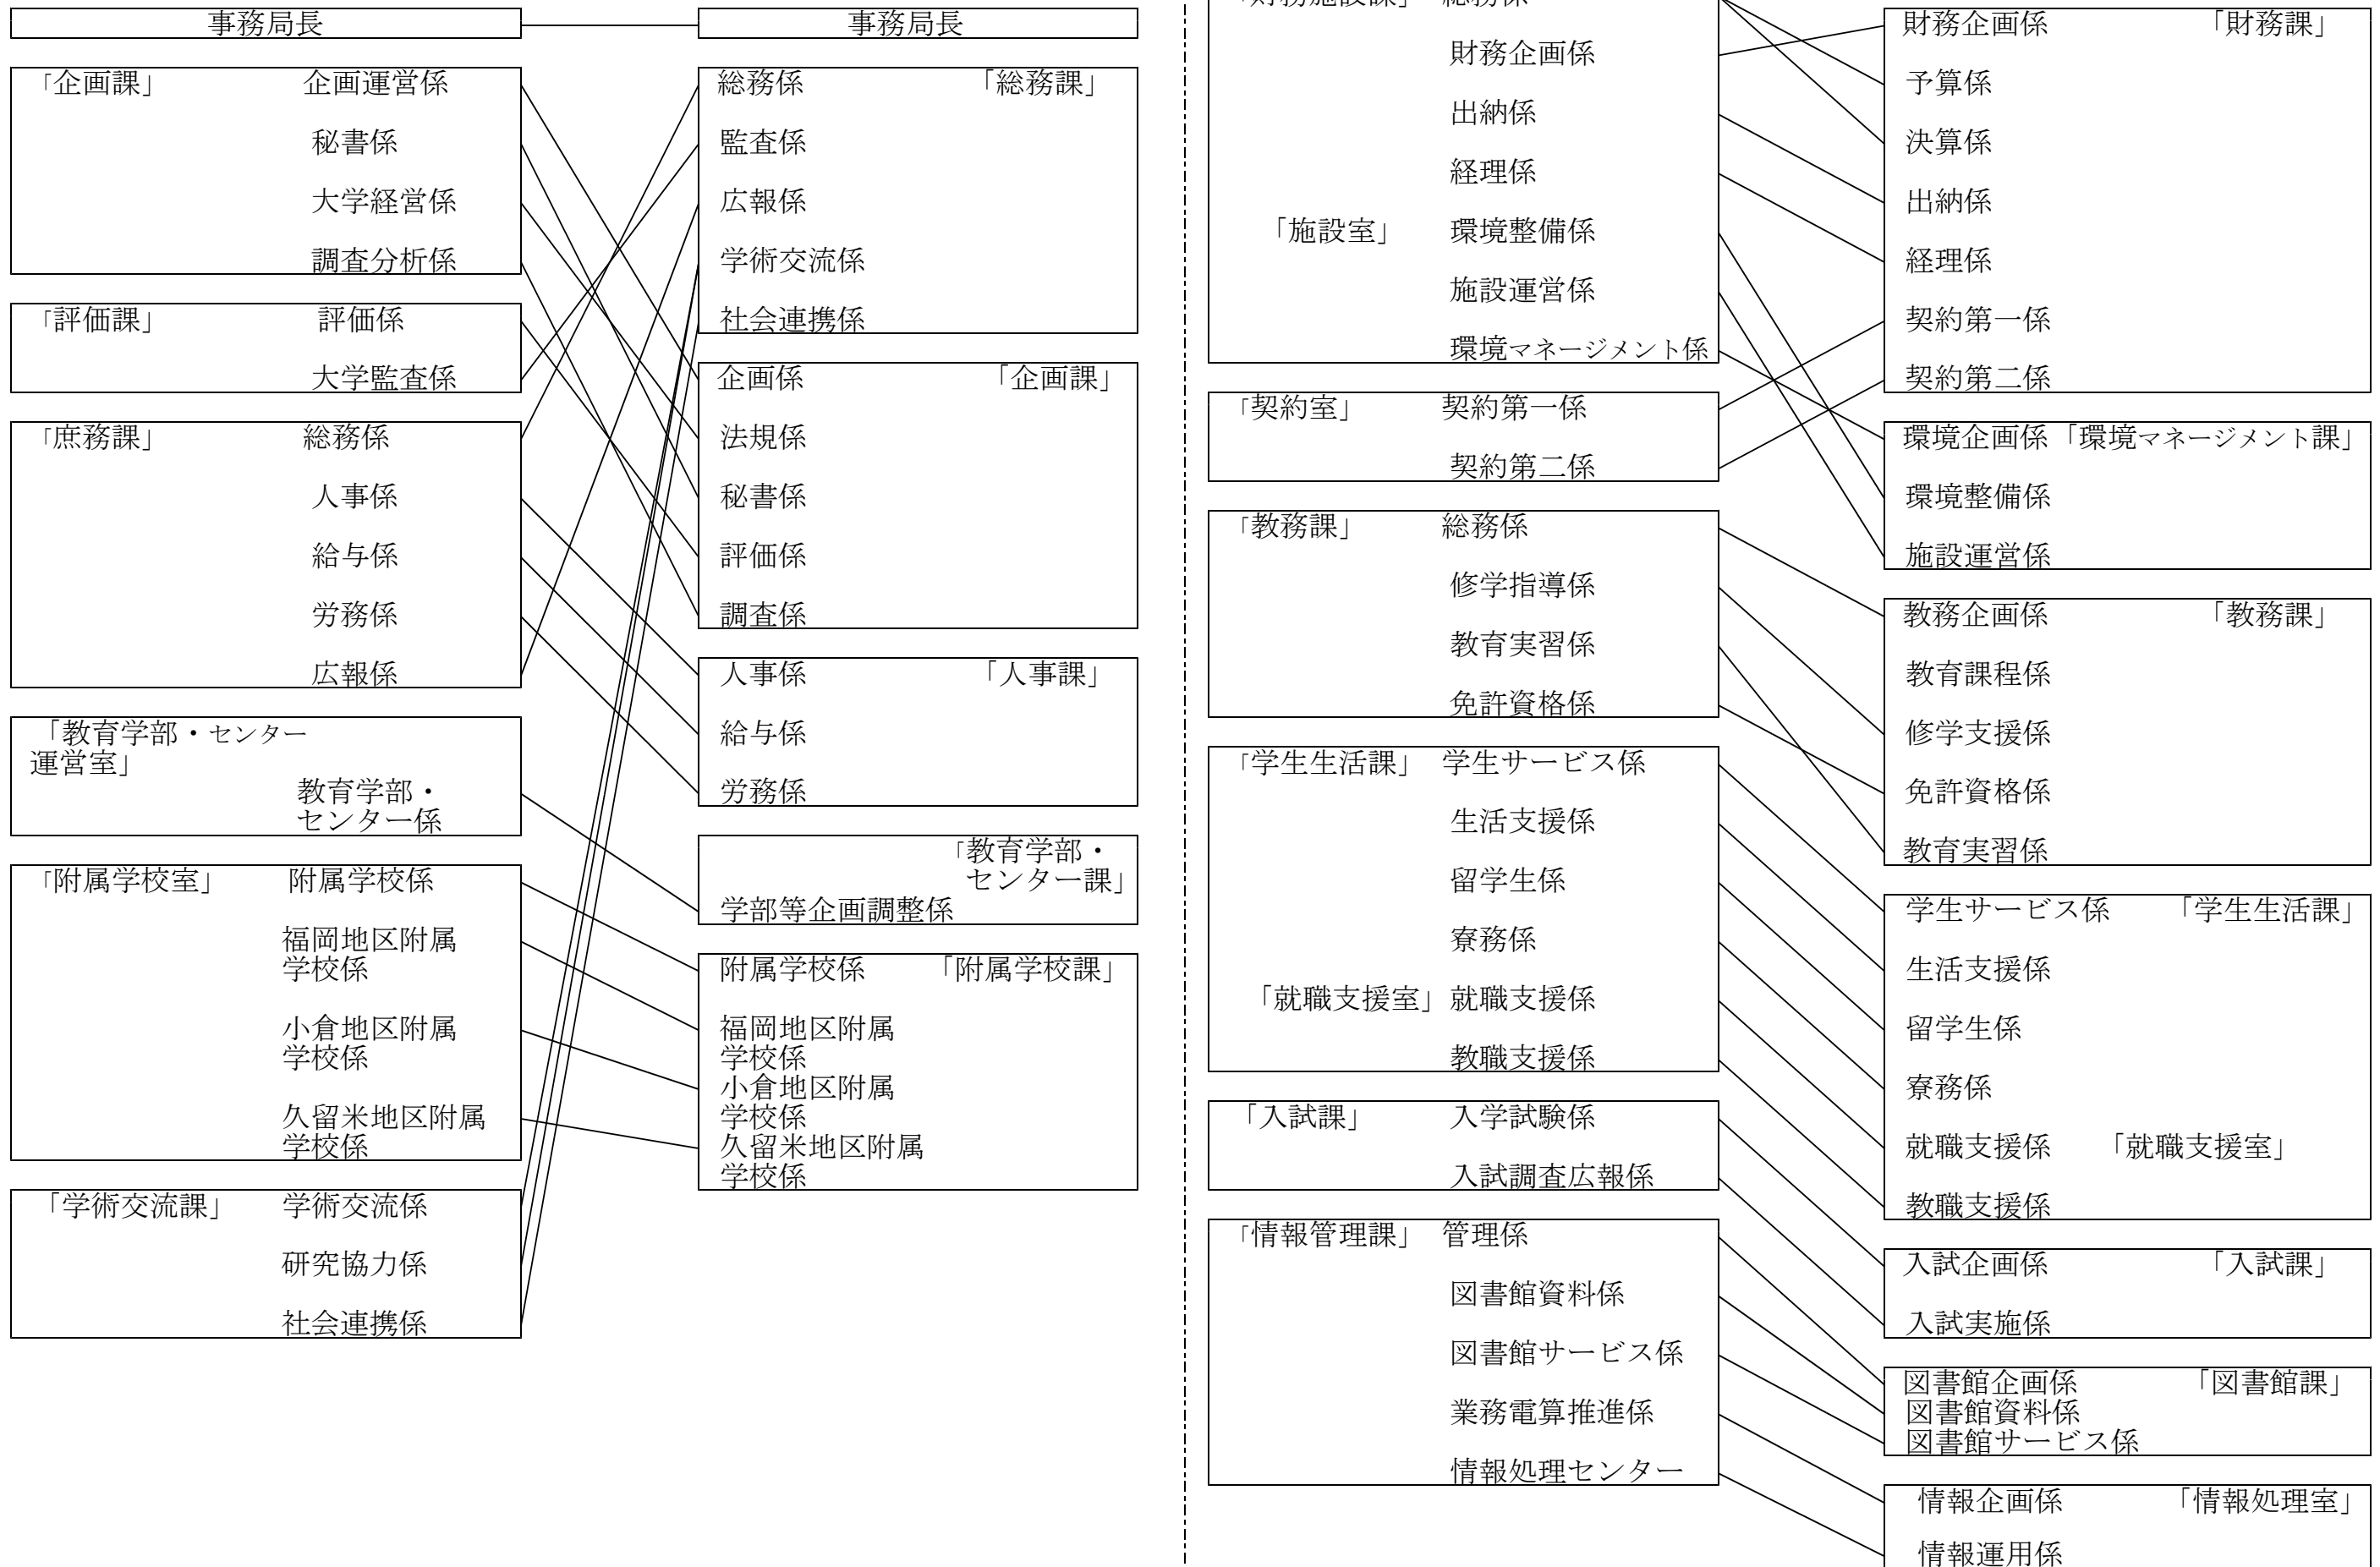 事務局長
「企画課」 企画運営係
秘書係
大学経営係
調査分析係
「評価課」 評価係
大学監査係
「庶務課」 総務係
人事係
給与係
労務係
広報係
「教育学部・センター
運営室」
教育学部・
センター係
「附属学校室」 附属学校係
福岡地区附属
学校係
小倉地区附属
学校係
久留米地区附属
学校係
「学術交流課」 学術交流係
研究協力係
社会連携係
事務局長
総務係 「総務課」
監査係
広報係
学術交流係
社会連携係
企画係 「企画課」
法規係
秘書係
評価係
調査係
人事係 「人事課」
給与係
労務係
「教育学部・
センター課」
学部等企画調整係
附属学校係 「附属学校課」
福岡地区附属
学校係
小倉地区附属
学校係
久留米地区附属
学校係
「財務施設課」 総務係
財務企画係
出納係
経理係
「施設室」 環境整備係
施設運営係
環境マネージメント係
「契約室」 契約第一係
契約第二係
「教務課」 総務係
修学指導係
教育実習係
免許資格係
「学生生活課」 学生サービス係
生活支援係
留学生係
寮務係
「就職支援室」 就職支援係
教職支援係
「入試課」 入学試験係
入試調査広報係
「情報管理課」 管理係
図書館資料係
図書館サービス係
業務電算推進係
情報処理センター
財務企画係 「財務課」
予算係
決算係
出納係
経理係
契約第一係
契約第二係
環境企画係 「環境マネージメント課」
環境整備係
施設運営係
教務企画係 「教務課」
教育課程係
修学支援係
免許資格係
教育実習係
学生サービス係 「学生生活課」
生活支援係
留学生係
寮務係
就職支援係 「就職支援室」
教職支援係
入試企画係 「入試課」
入試実施係
図書館企画係 「図書館課」
図書館資料係
図書館サービス係
情報企画係 「情報処理室」
情報運用係